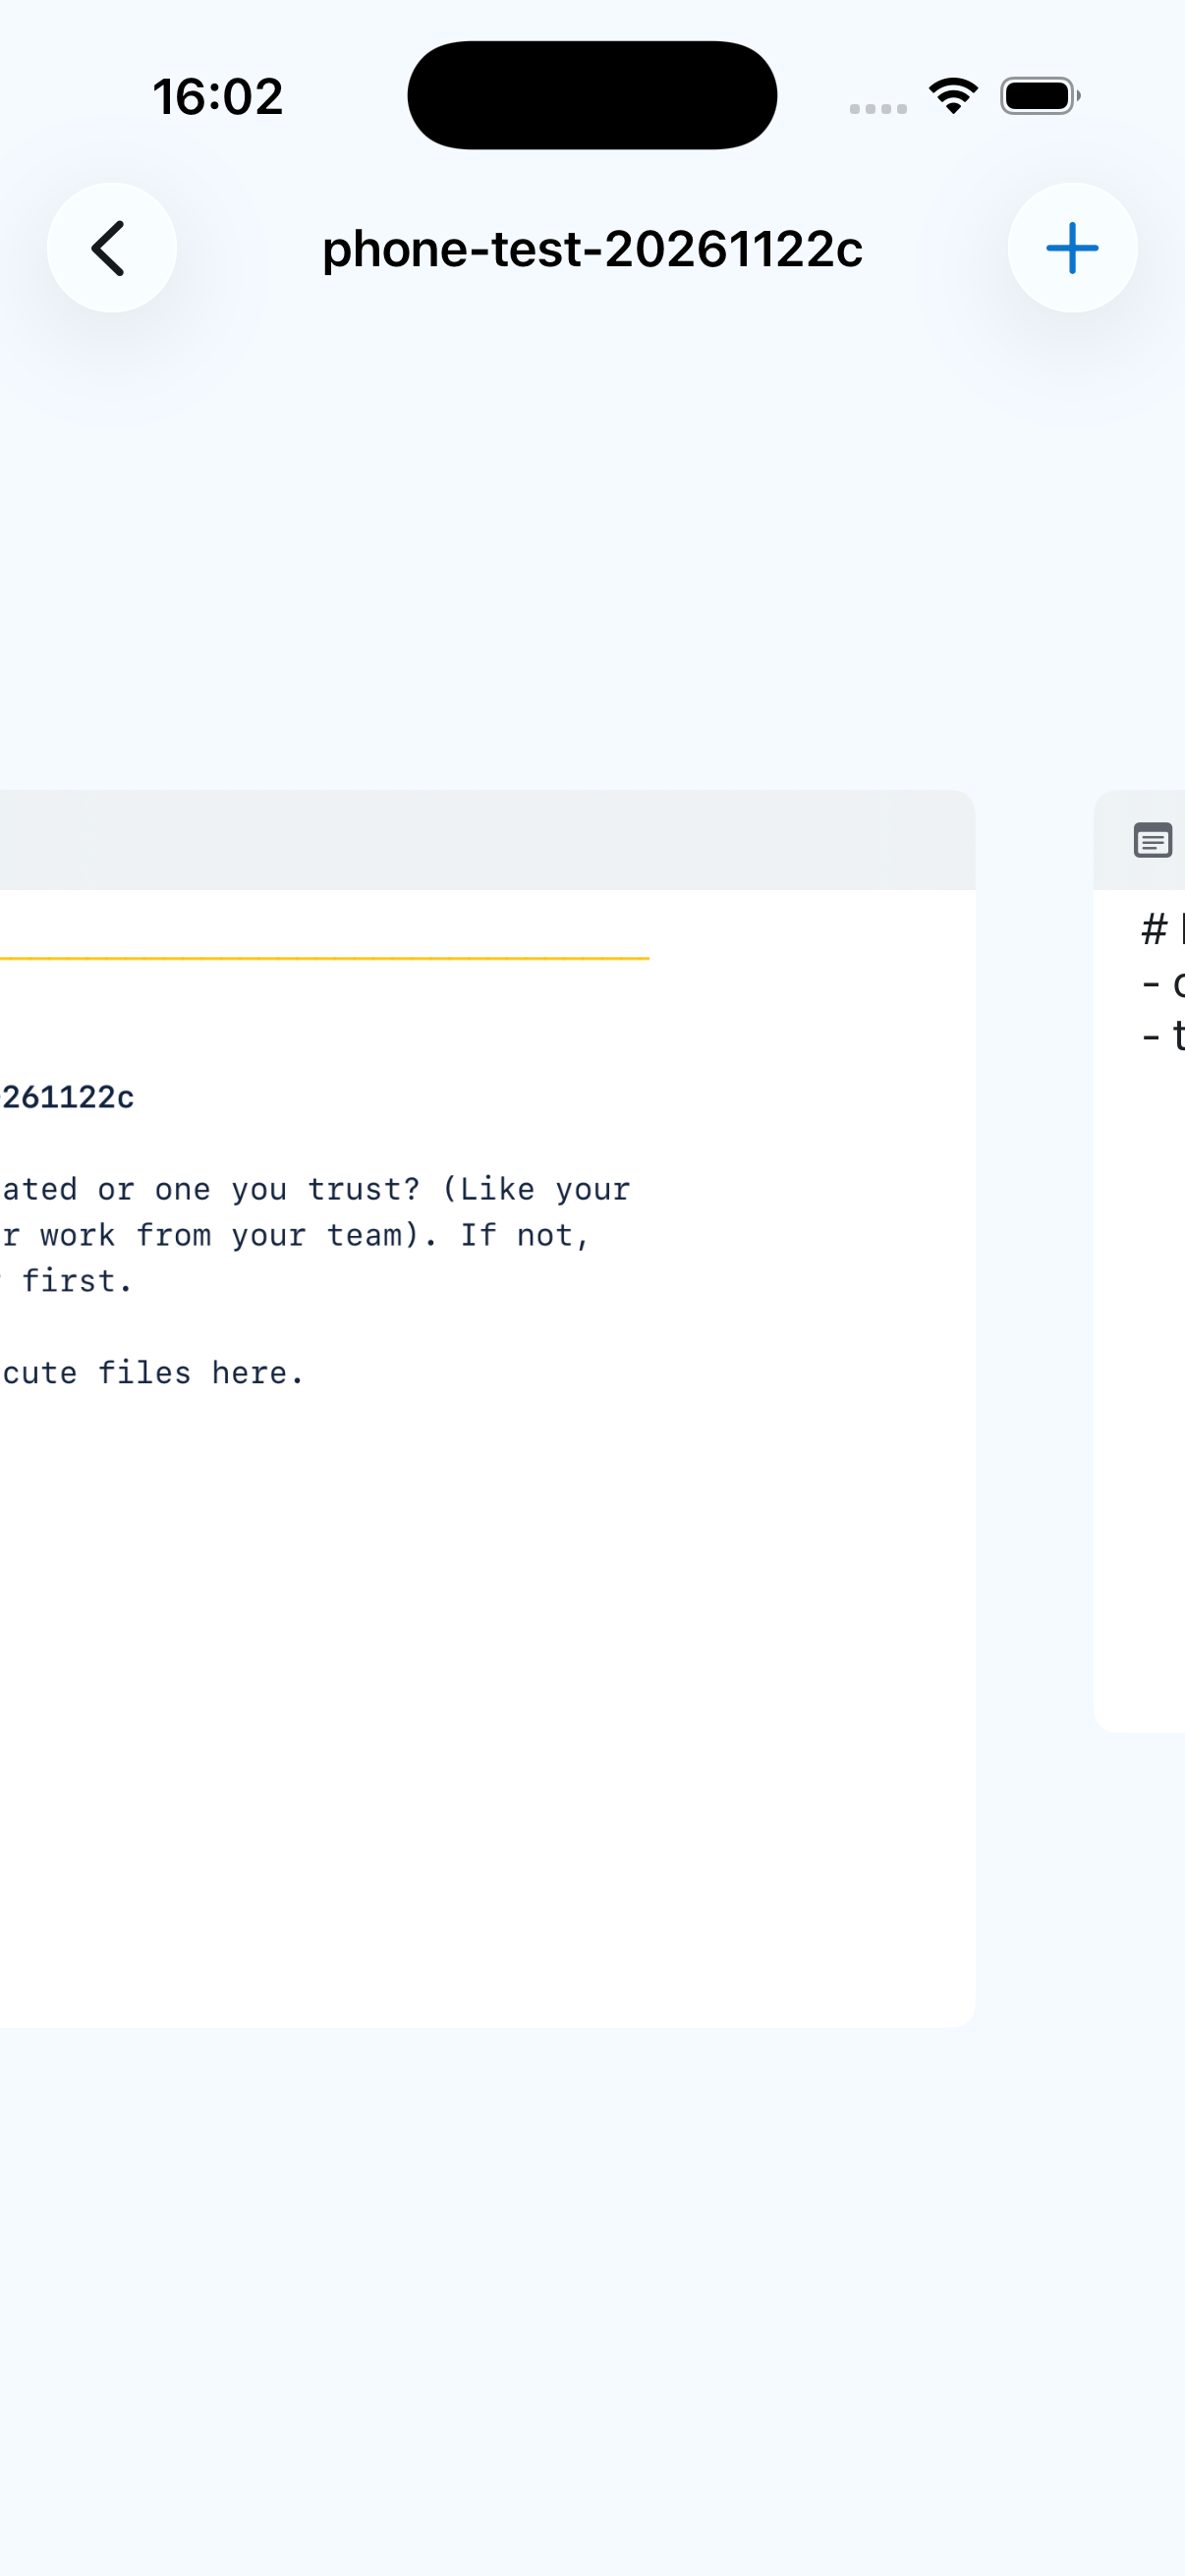 16:02
phone-test-20261122c
261122c
ated or one you trust? (Like your
r work from your team). If not,
first.
cute files here.
#
-
- t